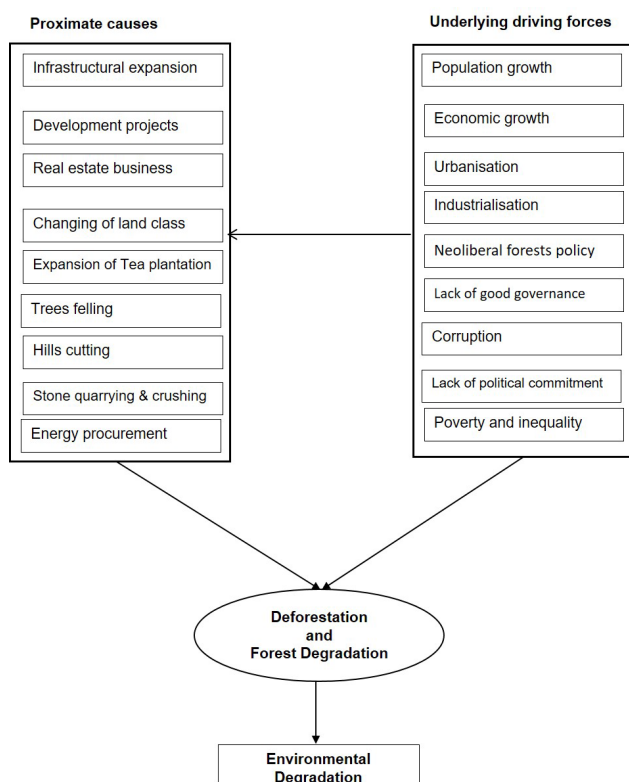 Proximate causes
Infrastructural expansion
Development projects
Real estate business
Changing of land class
Expansion of Tea plantation
Trees felling
Hills cutting
Stone quarrying & crushing
Energy procurement
Underlying driving forces
Population growth
Economic growth
Urbanisation
Industrialisation
Neoliberal forests policy
Lack of good governance
Corruption
Lack of political commitment
Poverty and inequality
Deforestation
and
Forest Degradation
Environmental
Degradation